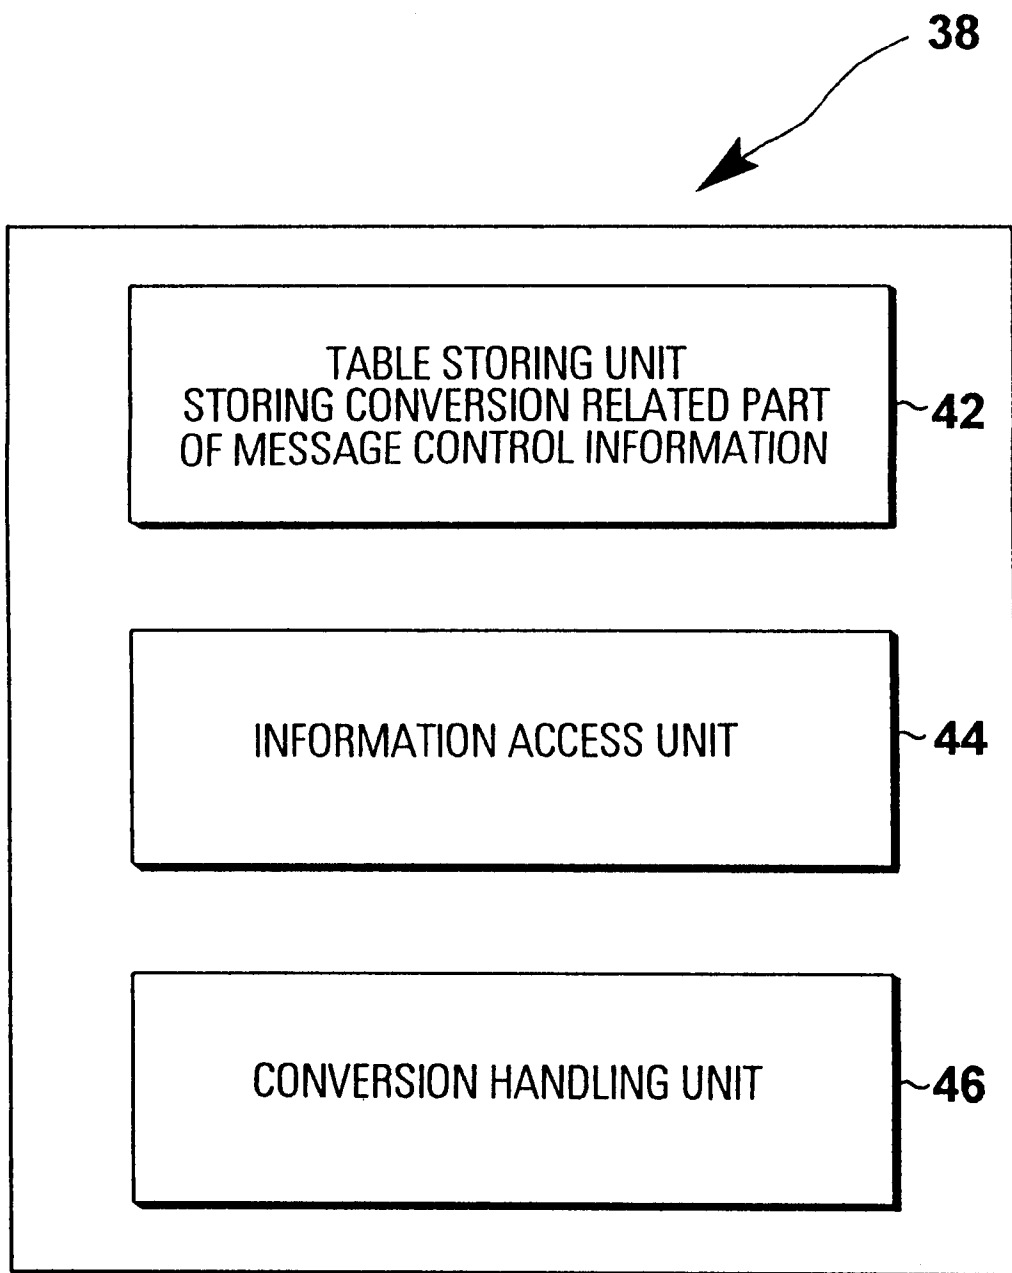 38
TABLE STORING UNIT
STORING CONVERSION RELATED PART
OF MESSAGE CONTROL INFORMATION
42
INFORMATION ACCESS UNIT
44
CONVERSION HANDLING UNIT
46